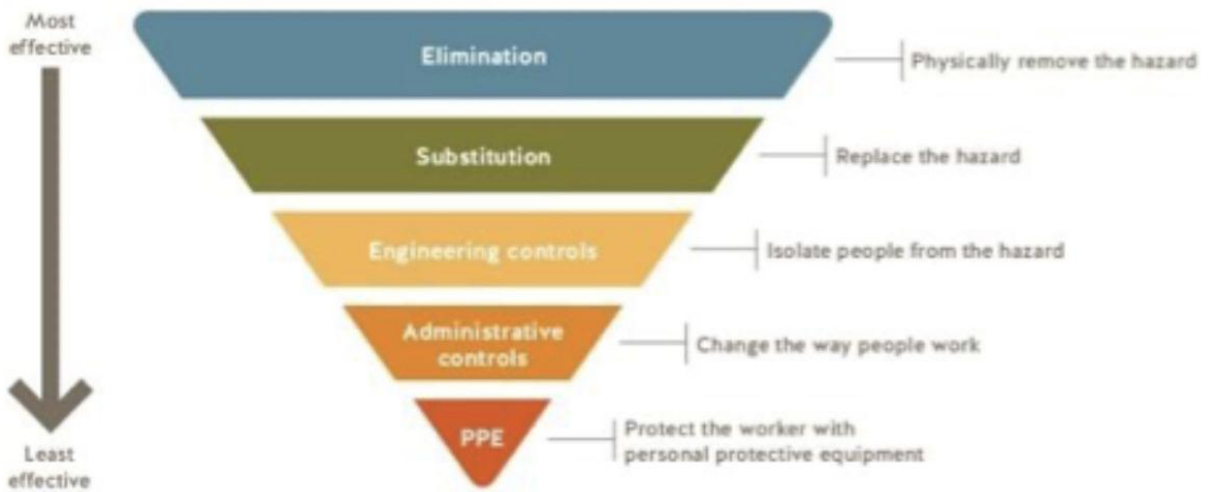 Most
effective
Elimination
Physically remove the hazard
Substitution
Replace the hazard
Engineering controls
Isolate people from the hazard
Administrative
controls
Change the way people work
PPE
Protect the worker with
personal protective equipment
Least
effective